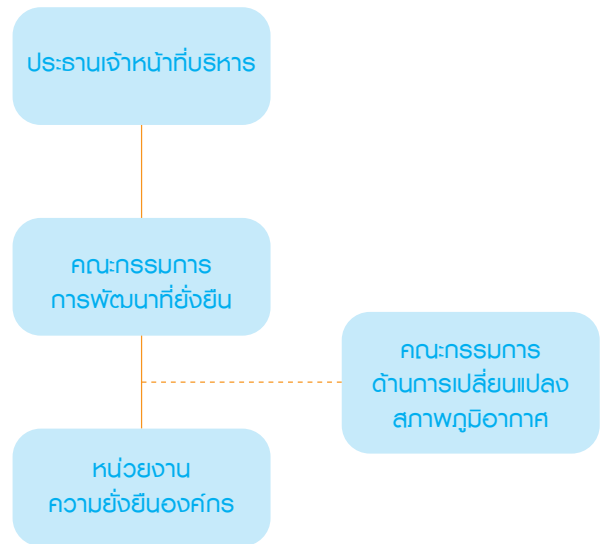 ประธานเจ้าหน้าที่บริหาร
คณะกรรมการ
การพัฒนาที่ยั่งยืน
คณะกรรมการ
ด้านการเปลี่ยนแปลง
สภาพภูมิอากาศ
หน่วยงาน
ความยั่งยืนองค์กร